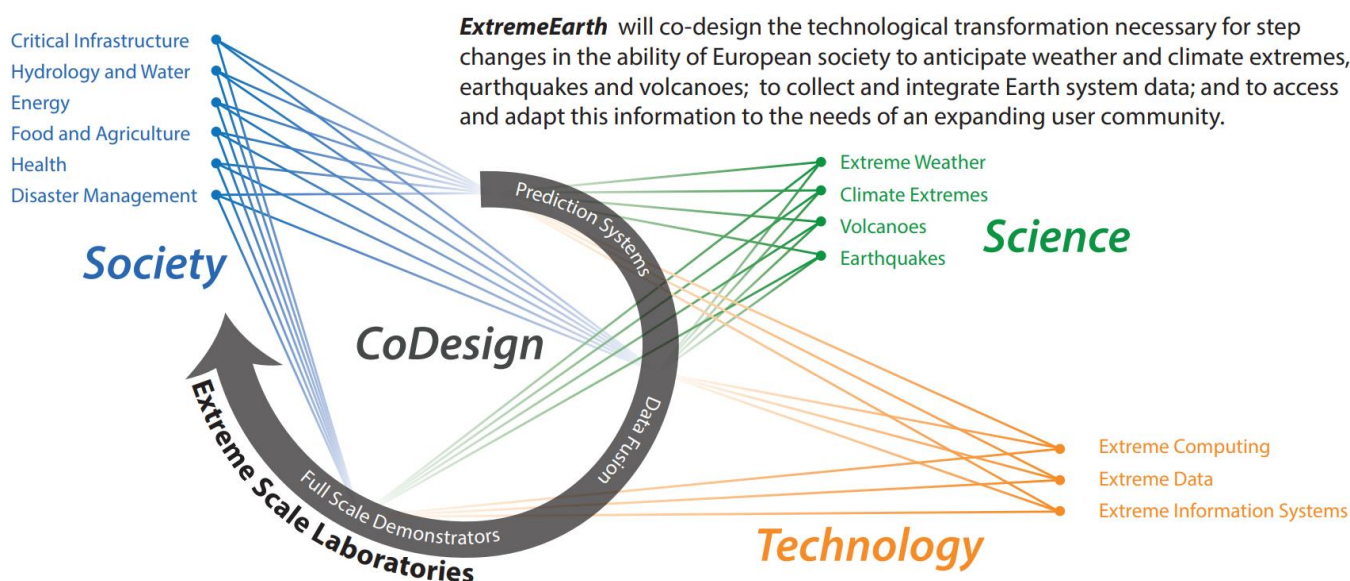 ExtremeEarth will co-design the technological transformation necessary for step
changes in the ability of European society to anticipate weather and climate extremes,
earthquakes and volcanoes; to collect and integrate Earth system data; and to access
and adapt this information to the needs of an expanding user community.
Critical Infrastructure
Hydrology and Water
Energy
Food and Agriculture
Health
Disaster Management
Society
Prediction Systems
Extreme Weather
Climate Extremes
Volcanoes
Earthquakes
Science
CoDesign
Data Fusion
Full Scale Demonstrators
Extreme Scale Laboratories
Extreme Computing
Extreme Data
Extreme Information Systems
Technology